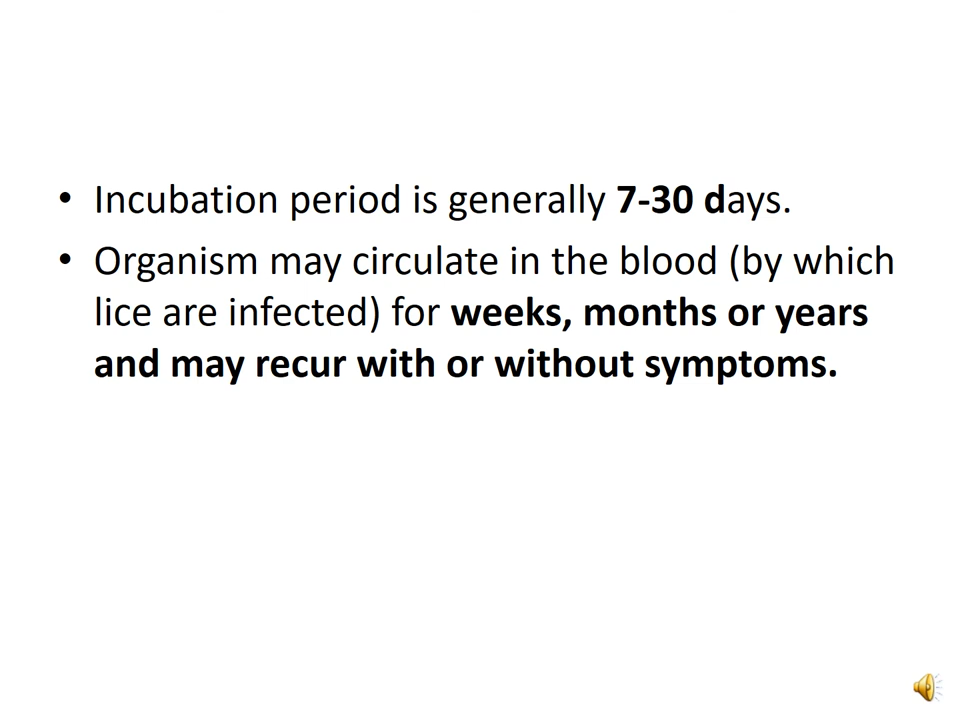 • Incubation period is generally 7-30 days.
• Organism may circulate in the blood (by which
lice are infected) for weeks, months or years
and may recur with or without symptoms.